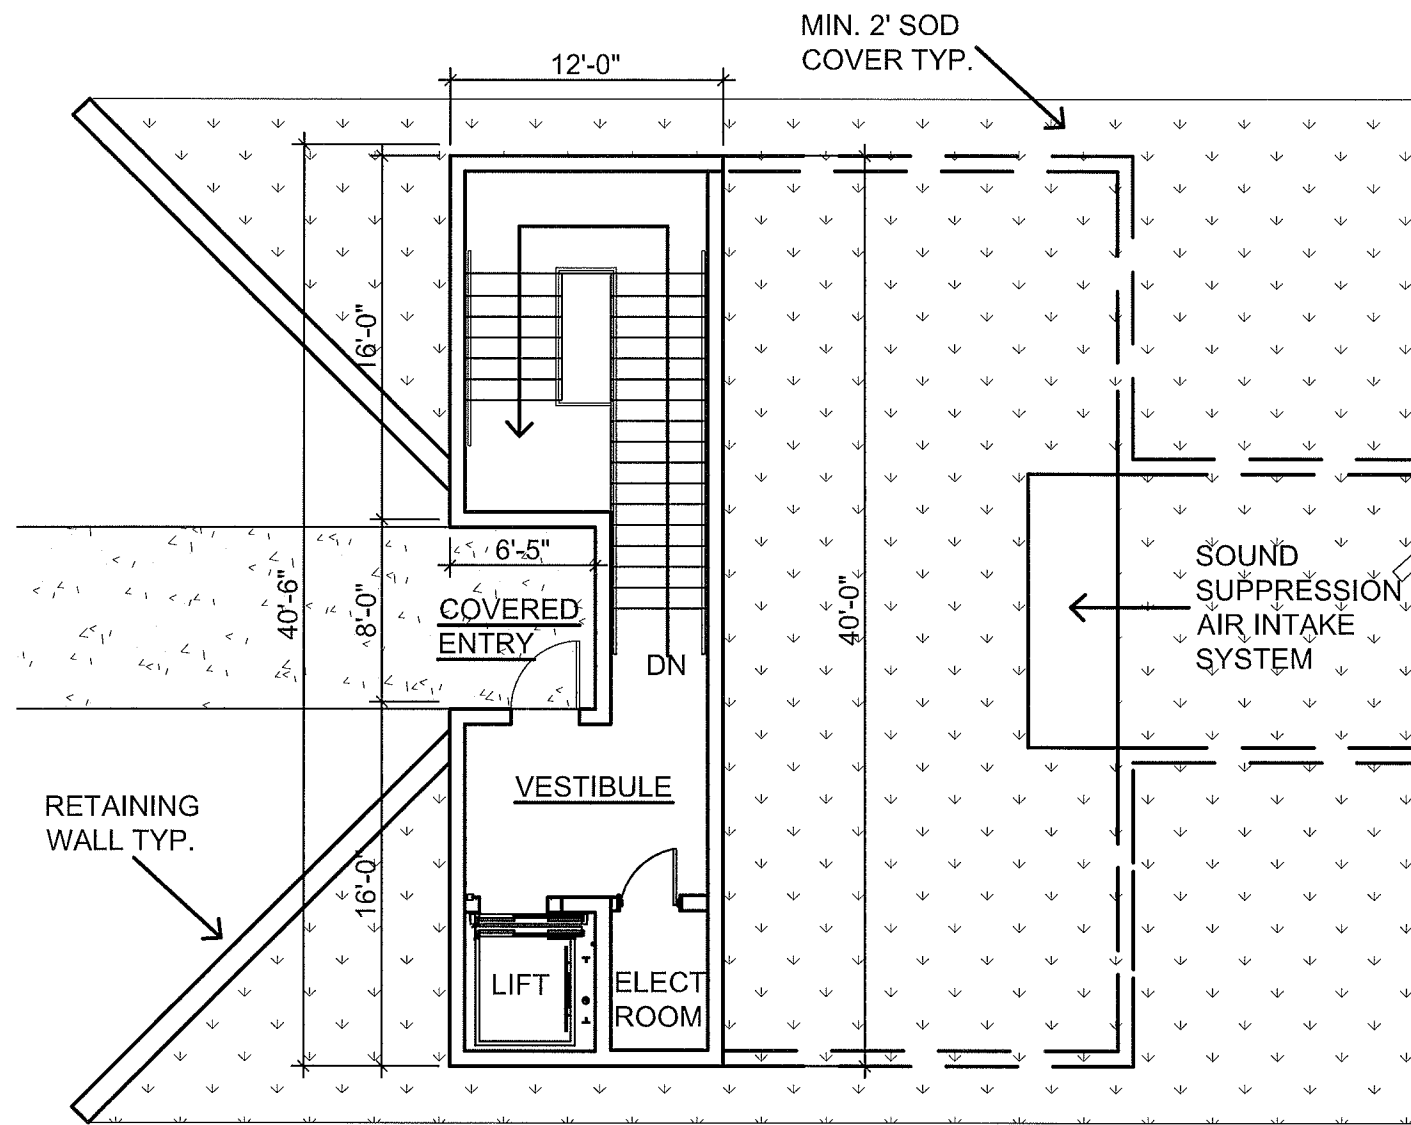 MIN. 2' SOD
COVER TYP.
12'-0"
16'-0"
40'-6"
8'-0"
6'-5"
COVERED
ENTRY
40'-0"
SOUND
SUPPRESSION
AIR INTAKE
SYSTEM
DN
VESTIBULE
RETAINING
WALL TYP.
16'-0"
LIFT
ELECT
ROOM